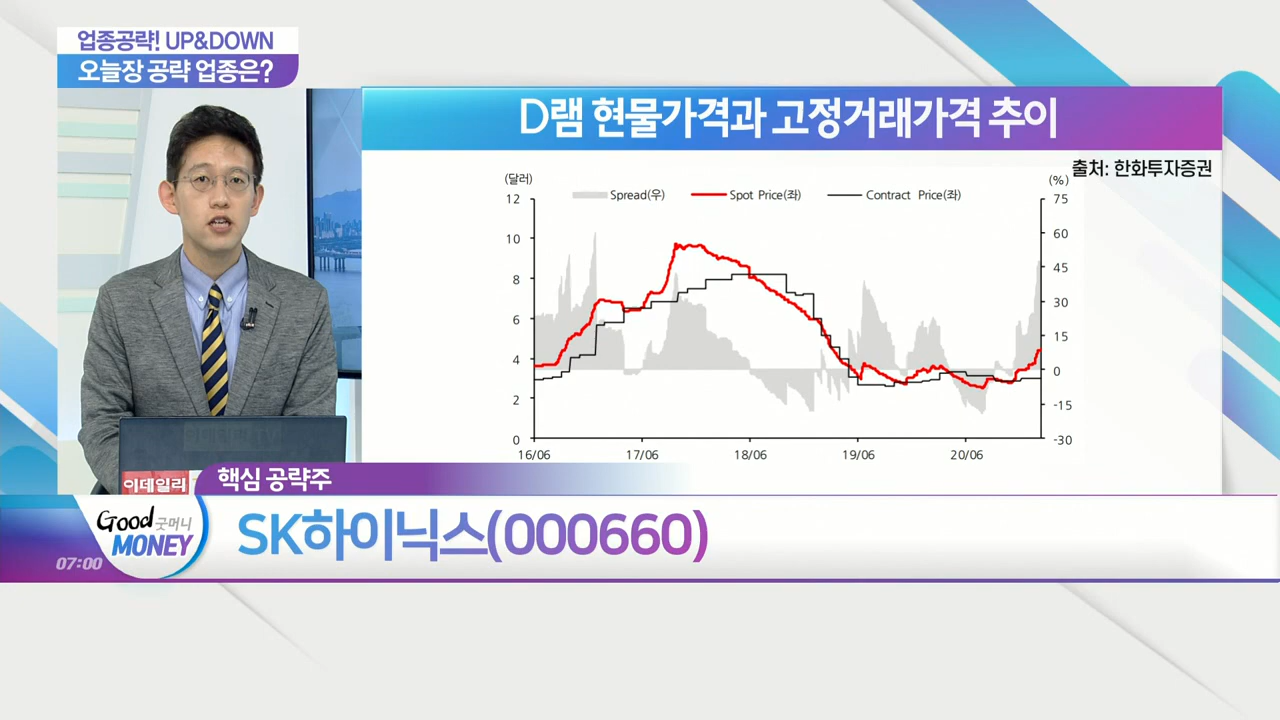 업종공략! UP&DOWN
오늘장 공략 업종은?
D램 현물가격과 고정거래가격 추이
출처: 한화투자증권
(달러)
(%)
Spread(우) Spot Price(좌) Contract Price(좌)
12
10
8
6
4
2
0
75
60
45
30
15
0
-15
-30
16/06 17/06 18/06 19/06 20/06
이데일리
핵심 공략주
Good 굿머니
MONEY
SK하이닉스(000660)
07:00